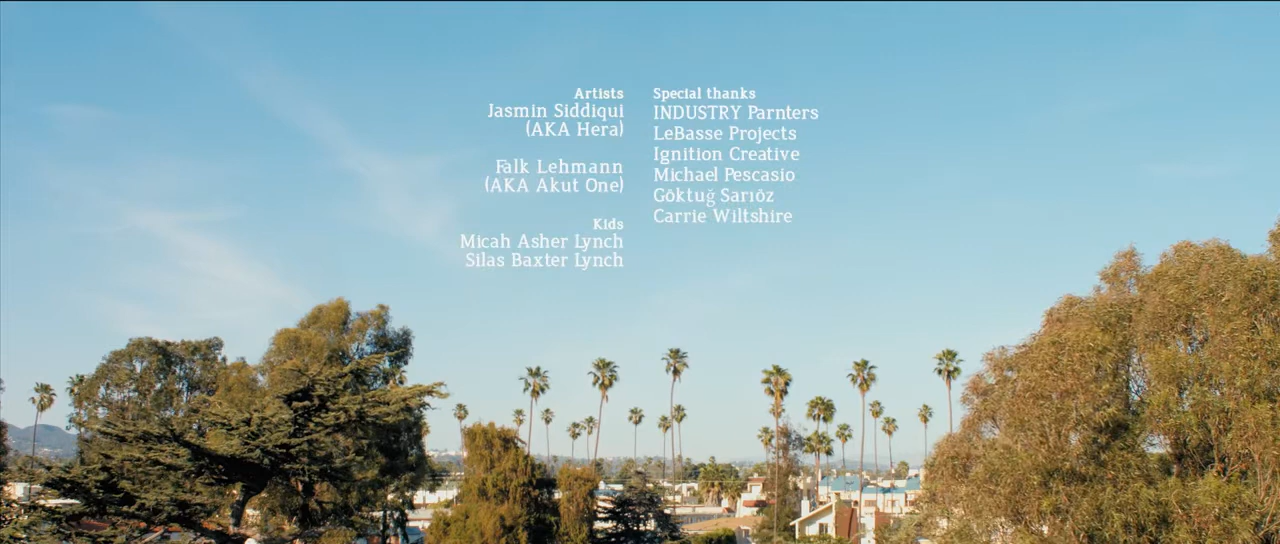 Artists
Jasmin Siddiqui
(AKA Hera)
Falk Lehmann
(AKA Akut One)
Kids
Micah Asher Lynch
Silas Baxter Lynch
Special thanks
INDUSTRY Parnters
LeBasse Projects
Ignition Creative
Michael Pescasio
Göktuğ Sarıöz
Carrie Wiltshire